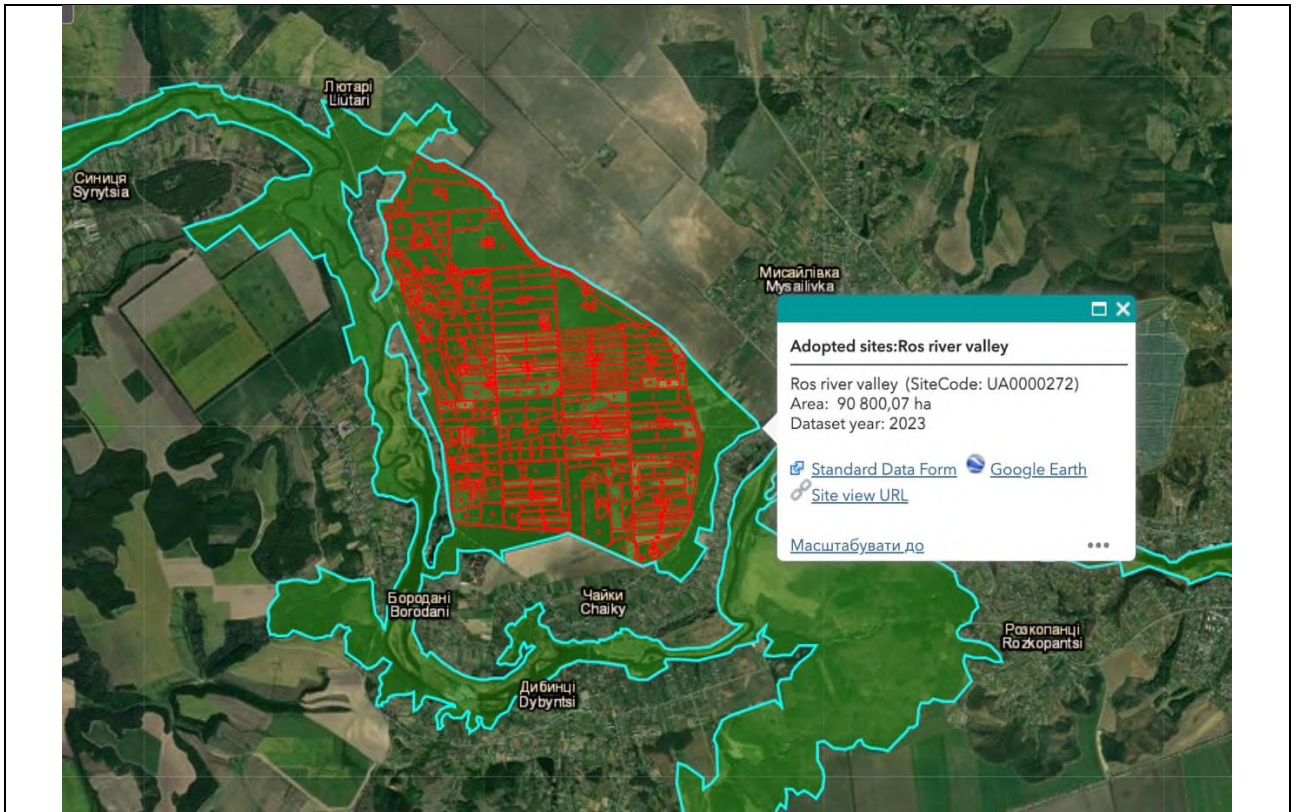 Лютарі
Liutari
Синиця
Synytsia
Мисайлівка
Mysailivka
Adopted sites:Ros river valley
Ros river valley (SiteCode: UA0000272)
Area: 90 800,07 ha
Dataset year: 2023
Standard Data Form Google Earth
Site view URL
Масштабувати до
Бородані
Borodani
Чайки
Chaiky
Розкопанці
Rozkopantsi
Дибинці
Dybyntsi